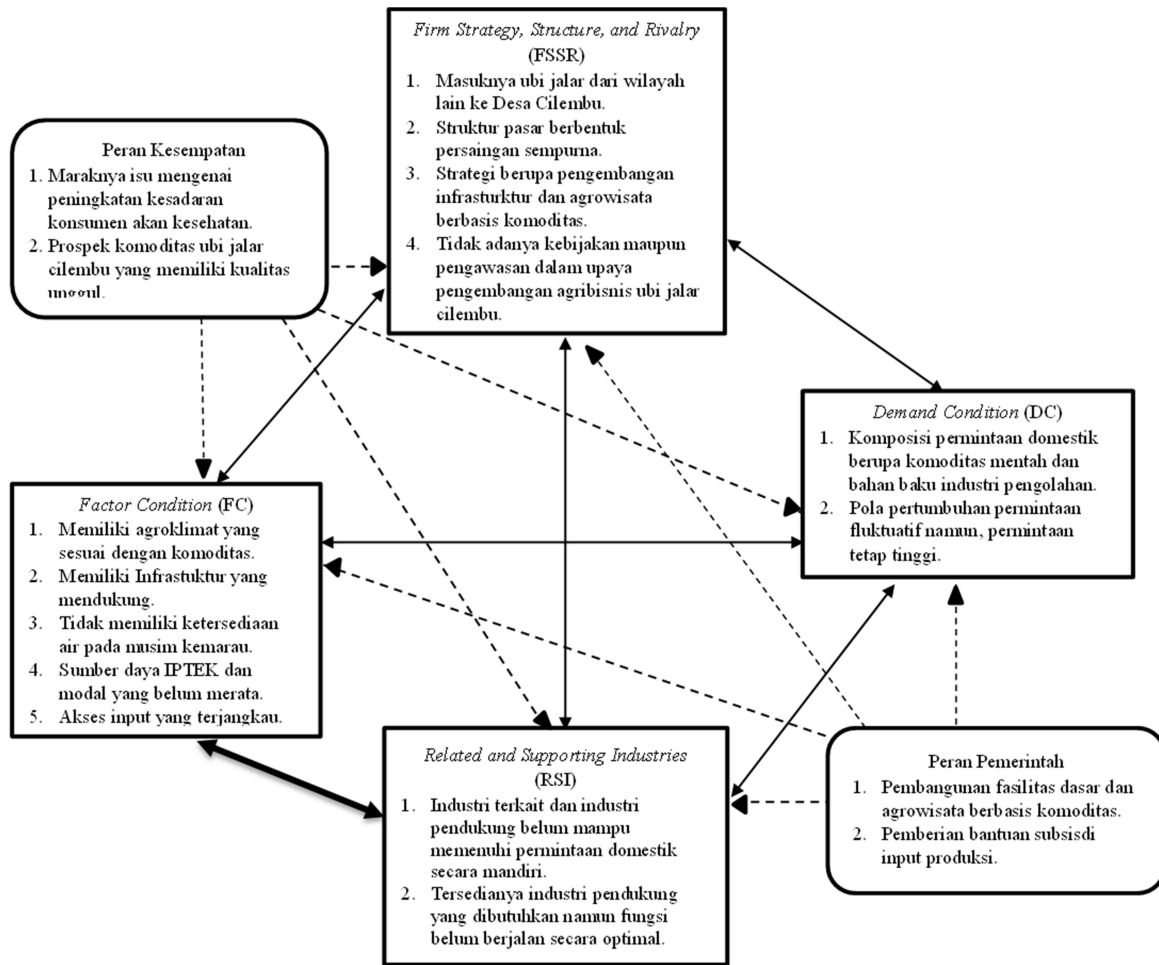 Firm Strategy, Structure, and Rivalry
(FSSR)
1. Masuknya ubi jalar dari wilayah
lain ke Desa Cilembu.
2. Struktur pasar berbentuk
persaingan sempurna.
3. Strategi berupa pengembangan
infrasturktur dan agrowisata
berbasis komoditas.
4. Tidak adanya kebijakan maupun
pengawasan dalam upaya
pengembangan agribisnis ubi jalar
cilembu.
Peran Kesempatan
1. Maraknya isu mengenai
peningkatan kesadaran
konsumen akan kesehatan.
2. Prospek komoditas ubi jalar
cilembu yang memiliki kualitas
unggul.
Demand Condition (DC)
1. Komposisi permintaan domestik
berupa komoditas mentah dan
bahan baku industri pengolahan.
2. Pola pertumbuhan permintaan
fluktuatif namun, permintaan
tetap tinggi.
Factor Condition (FC)
1. Memiliki agroklimat yang
sesuai dengan komoditas.
2. Memiliki Infrastuktur yang
mendukung.
3. Tidak memiliki ketersediaan
air pada musim kemarau.
4. Sumber daya IPTEK dan
modal yang belum merata.
5. Akses input yang terjangkau.
Related and Supporting Industries
(RSI)
1. Industri terkait dan industri
pendukung belum mampu
memenuhi permintaan domestik
secara mandiri.
2. Tersedianya industri pendukung
yang dibutuhkan namun fungsi
belum berjalan secara optimal.
Peran Pemerintah
1. Pembangunan fasilitas dasar dan
agrowisata berbasis komoditas.
2. Pemberian bantuan subsisdi
input produksi.